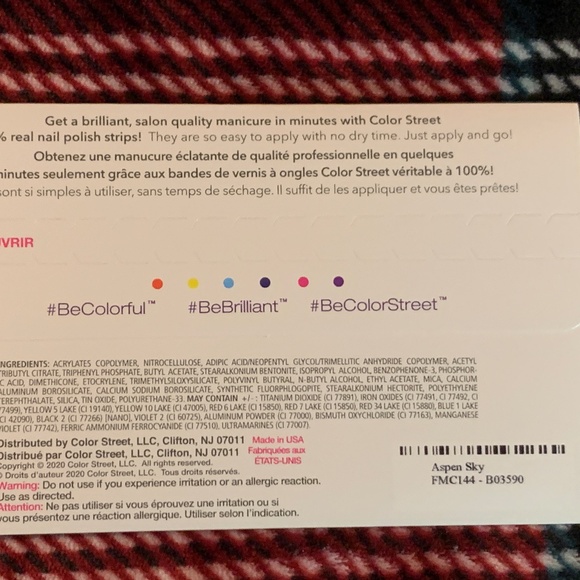 Get a brilliant, salon quality manicure in minutes with Color Street
% real nail polish strips! They are so easy to apply with no dry time. Just apply and go!
Obtenez une manucure éclatante de qualité professionnelle en quelques
minutes seulement grâce aux bandes de vernis à ongles Color Street véritable à 100%!
sont si simples à utiliser, sans temps de séchage. Il suffit de les appliquer et vous êtes prêtes!
UVRIR
#BeColorful™ #BeBrilliant™ #BeColorStreet™
INGREDIENTS: ACRYLATES COPOLYMER, NITROCELLULOSE, ADIPIC ACID/NEOPENTYL GLYCOL/TRIMELLITIC ANHYDRIDE COPOLYMER, ACETYL
TRIBUTYL CITRATE, TRIPHENYL PHOSPHATE, BUTYL ACETATE, STEARALKONIUM BENTONITE, ISOPROPYL ALCOHOL, BENZOPHENONE-3, PHOSPHOR-
IC ACID, DIMETHICONE, ETOCRYLENE, TRIMETHYLSILOXYSILICATE, POLYVINYL BUTYRAL, N-BUTYL ALCOHOL, ETHYL ACETATE, MICA, CALCIUM
ALUMINUM BOROSILICATE, CALCIUM SODIUM BOROSILICATE, SYNTHETIC FLUORPHLOGOPITE, STEARALKONIUM HECTORITE, POLYETHYLENE
TEREPHTHALATE, SILICA, TIN OXIDE, POLYURETHANE-33. MAY CONTAIN +/-: TITANIUM DIOXIDE (CI 77891), IRON OXIDES (CI 77491, CI 77492, CI
77499), YELLOW 5 LAKE (CI 19140), YELLOW 10 LAKE (CI 47005), RED 6 LAKE (CI 15850), RED 7 LAKE (CI 15850), RED 34 LAKE (CI 15880), BLUE 1 LAKE
(CI 42090), BLACK 2 (CI 77266) [NANO], VIOLET 2 (CI 60725), ALUMINUM POWDER (CI 77000), BISMUTH OXYCHLORIDE (CI 77163), MANGANESE
VIOLET (CI 77742), FERRIC AMMONIUM FERROCYANIDE (CI 77510), ULTRAMARINES (CI 77007).
Distributed by Color Street, LLC, Clifton, NJ 07011
Distribué par Color Street, LLC, Clifton, NJ 07011
Made in USA
Fabriquées aux
ÉTATS-UNIS
Copyright © 2020 Color Street, LLC. All rights reserved.
© Droits d'auteur 2020 Color Street, LLC. Tous droits réservés.
Warning: Do not use if you experience irritation or an allergic reaction.
Use as directed.
Attention: Ne pas utiliser si vous éprouvez une irritation ou si
vous présentez une réaction allergique. Utiliser selon l'indication.
Aspen Sky
FMC144 - B03590